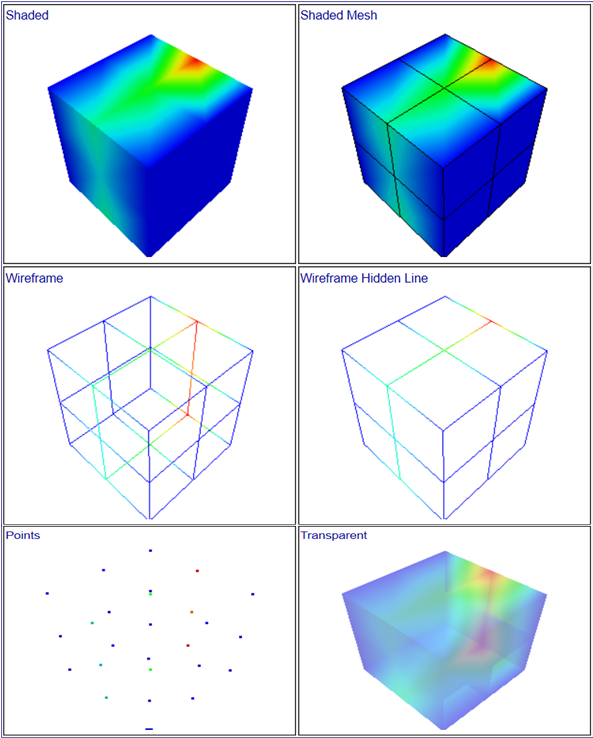 Shaded
Shaded Mesh
Wireframe
Wireframe Hidden Line
Points
Transparent